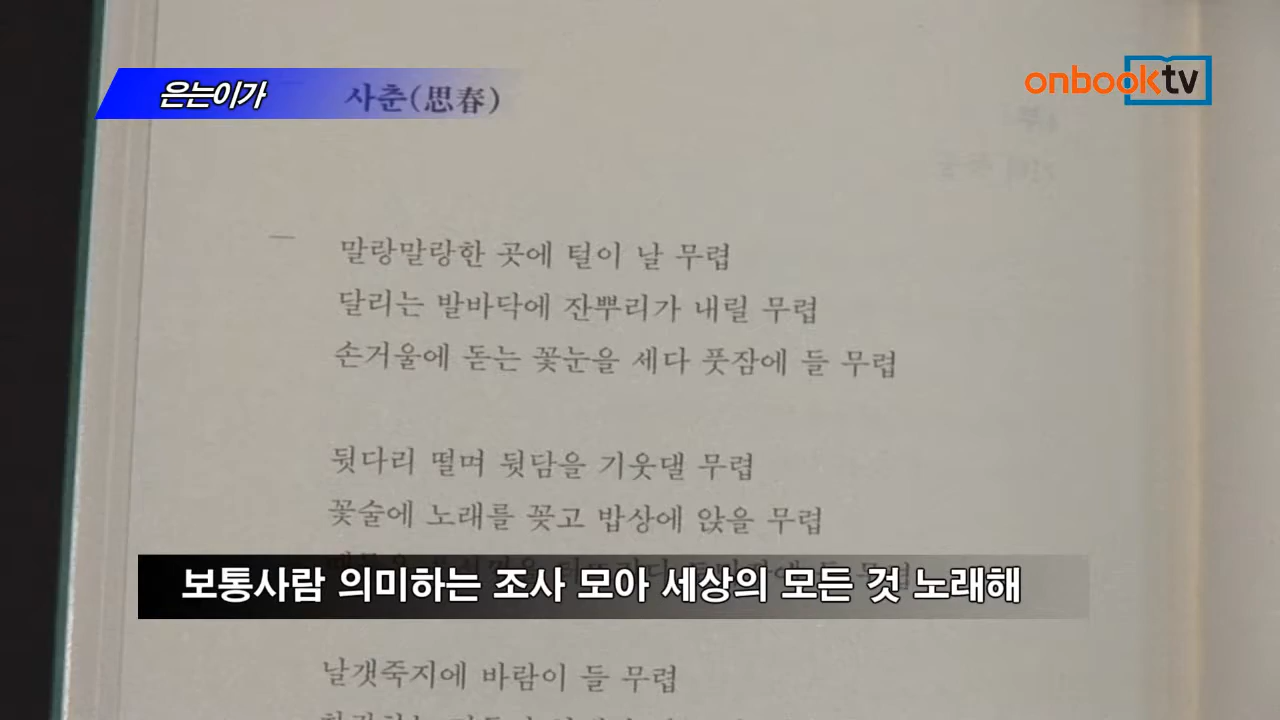 은는이가
onbooktv
사춘(思春)
말랑말랑한 곳에 털이 날 무렵
달리는 발바닥에 잔뿌리가 내릴 무렵
손거울에 돋는 꽃눈을 세다 풋잠에 들 무렵
뒷다리 떨며 뒷담을 기웃댈 무렵
꽃술에 노래를 꽂고 밥상에 앉을 무렵
보통사람 의미하는 조사 모아 세상의 모든 것 노래해
날갯죽지에 바람이 들 무렵